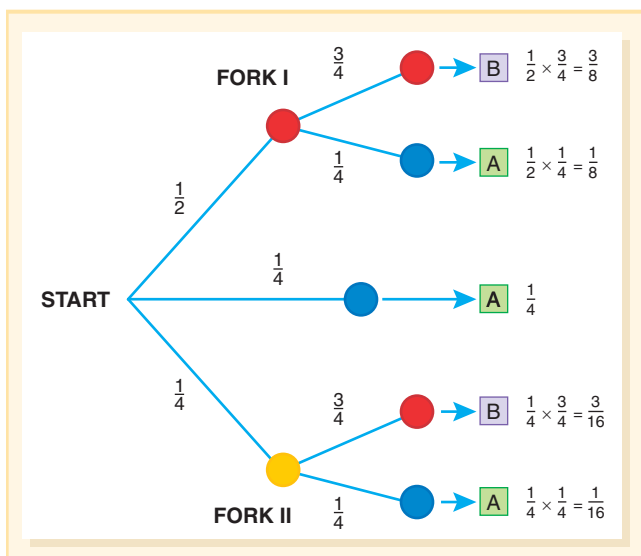 3/4
FORK I
B 1/2 × 3/4 = 3/8
1/4
A 1/2 × 1/4 = 1/8
1/2
1/4
START
A 1/4
1/4
3/4
B 1/4 × 3/4 = 3/16
FORK II
1/4
A 1/4 × 1/4 = 1/16